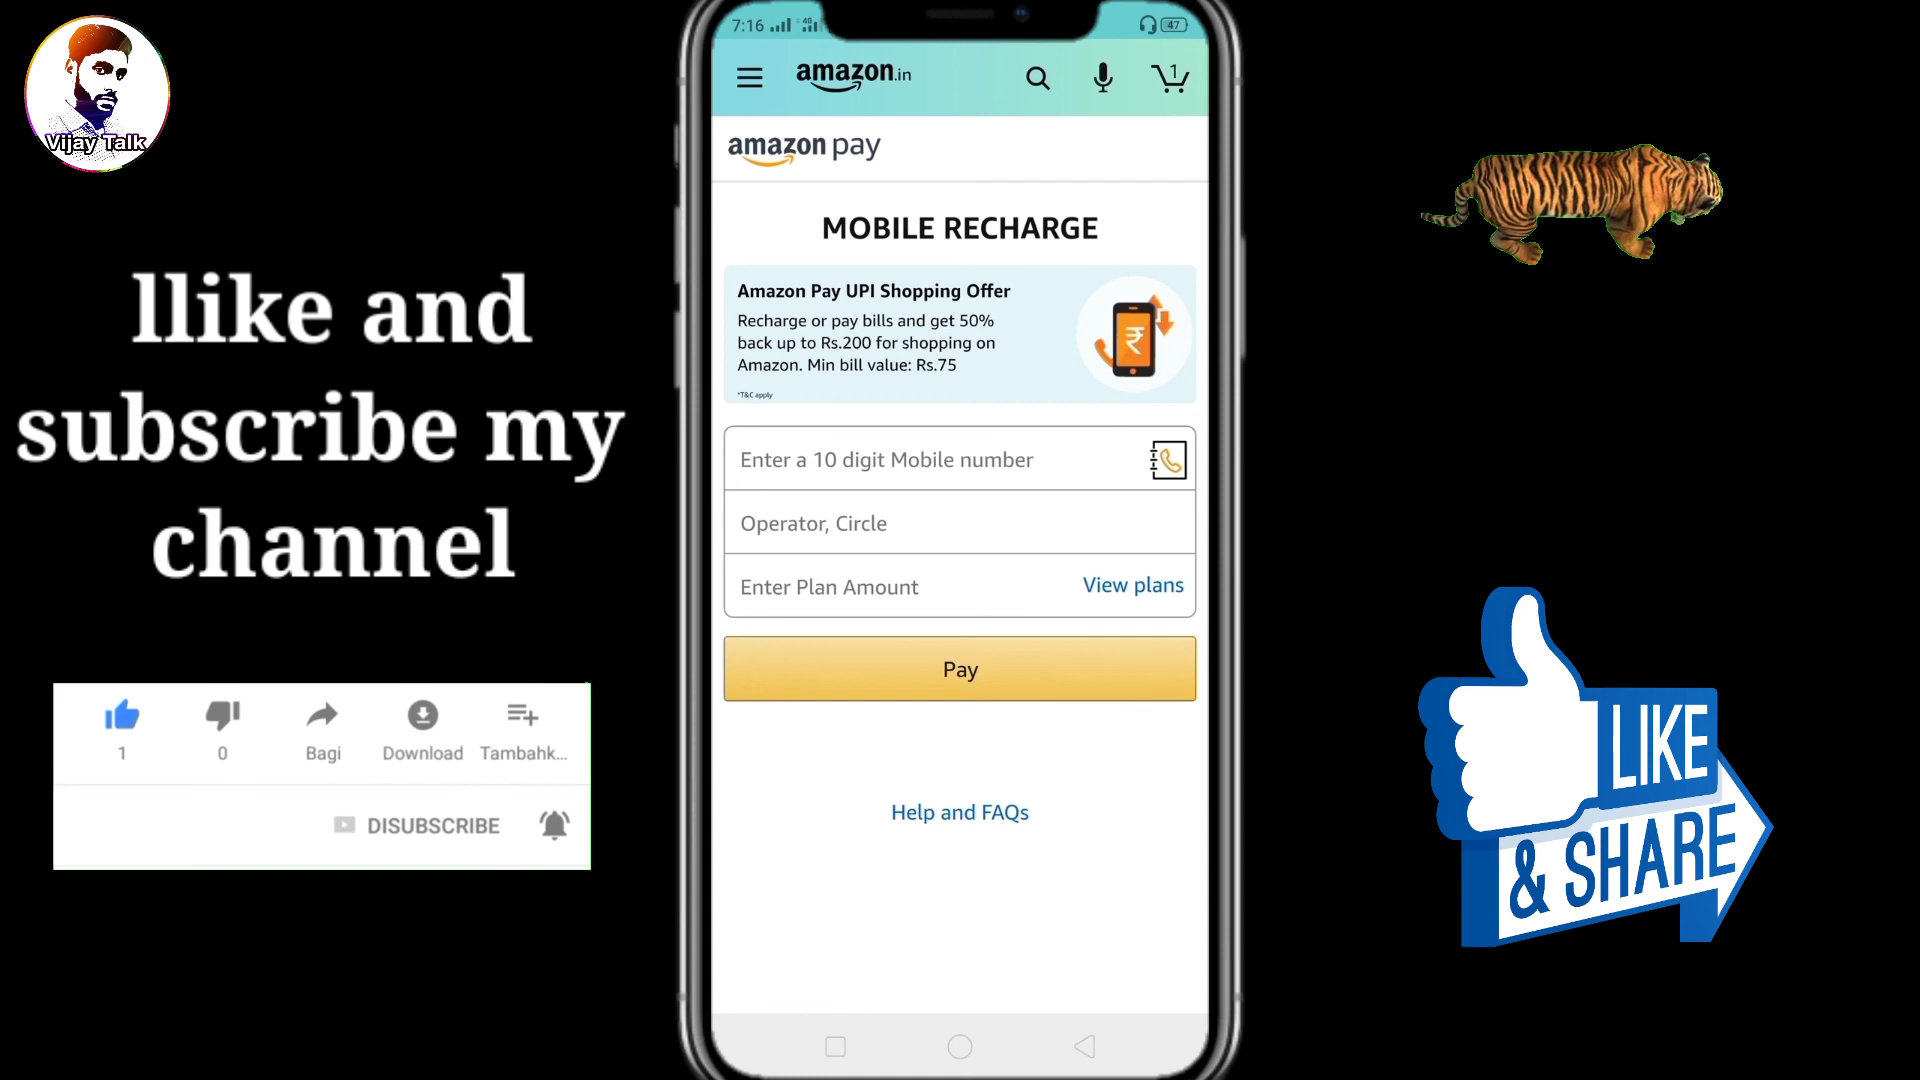 Vijay Talk
llike and
subscribe my
channel
1
0
Bagi
Download
Tambahk...
DISUBSCRIBE
7:16
4G
47
amazon.in
1
amazon pay
MOBILE RECHARGE
Amazon Pay UPI Shopping Offer
Recharge or pay bills and get 50%
back up to Rs.200 for shopping on
Amazon. Min bill value: Rs.75
*T&C apply
₹
Enter a 10 digit Mobile number
Operator, Circle
Enter Plan Amount
View plans
Pay
Help and FAQs
LIKE
& SHARE